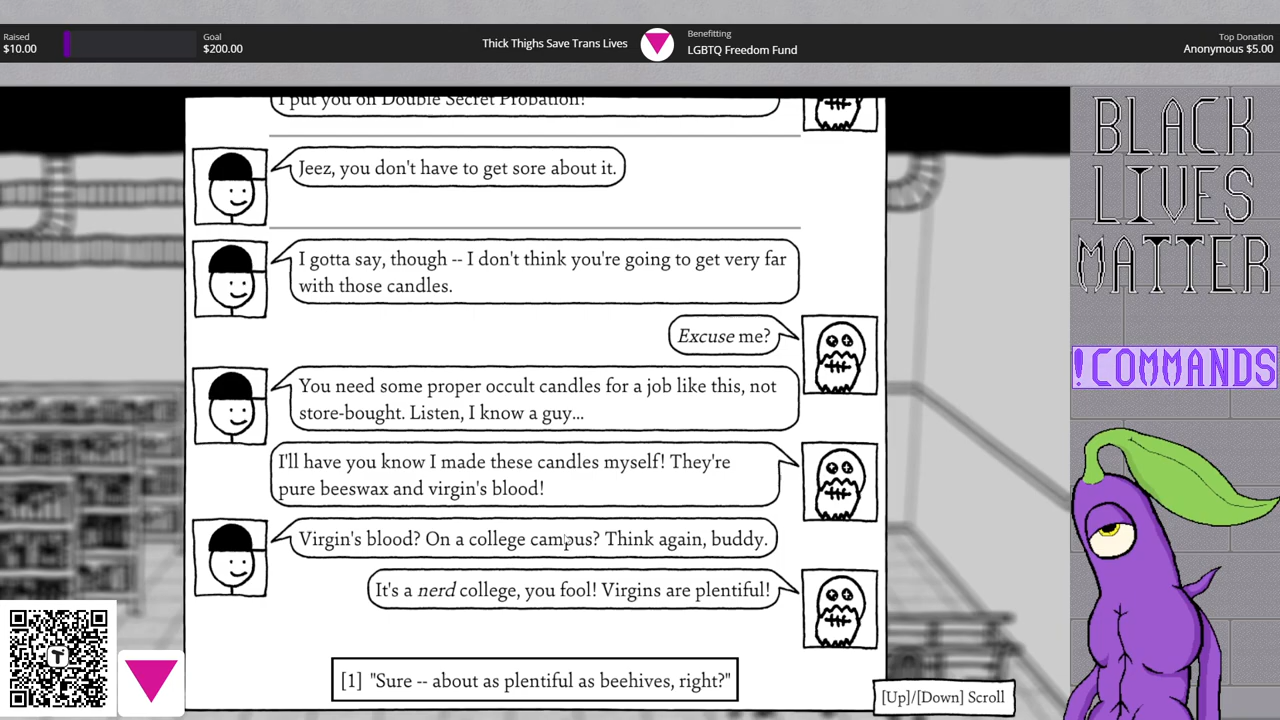 Raised
$10.00
Goal
$200.00
Thick Thighs Save Trans Lives
Benefitting
LGBTQ Freedom Fund
Top Donation
Anonymous $5.00
I put you on Double Secret Probation!
Jeez, you don't have to get sore about it.
I gotta say, though -- I don't think you're going to get very far
with those candles.
Excuse me?
You need some proper occult candles for a job like this, not
store-bought. Listen, I know a guy...
I'll have you know I made these candles myself! They're
pure beeswax and virgin's blood!
Virgin's blood? On a college campus? Think again, buddy.
It's a nerd college, you fool! Virgins are plentiful!
[1] "Sure -- about as plentiful as beehives, right?"
[Up]/[Down] Scroll
BLACK
LIVES
MATTER
!COMMANDS
T